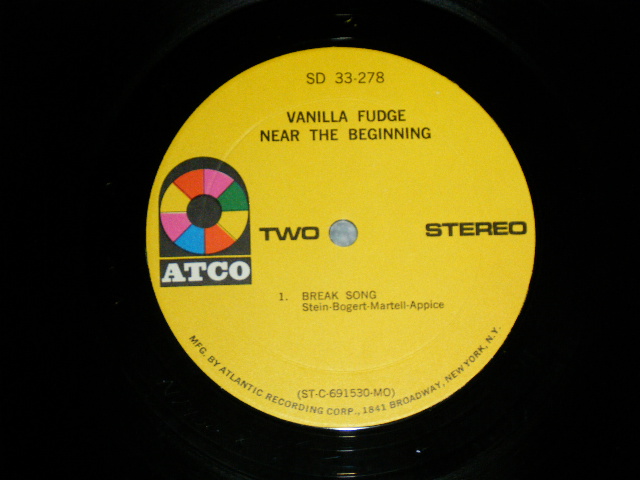 SD 33-278
VANILLA FUDGE
NEAR THE BEGINNING
ATCO
TWO
STEREO
1. BREAK SONG
Stein-Bogert-Martell-Appice
(ST-C-691530-MO)
MFG. BY ATLANTIC RECORDING CORP., 1841 BROADWAY, NEW YORK, N.Y.